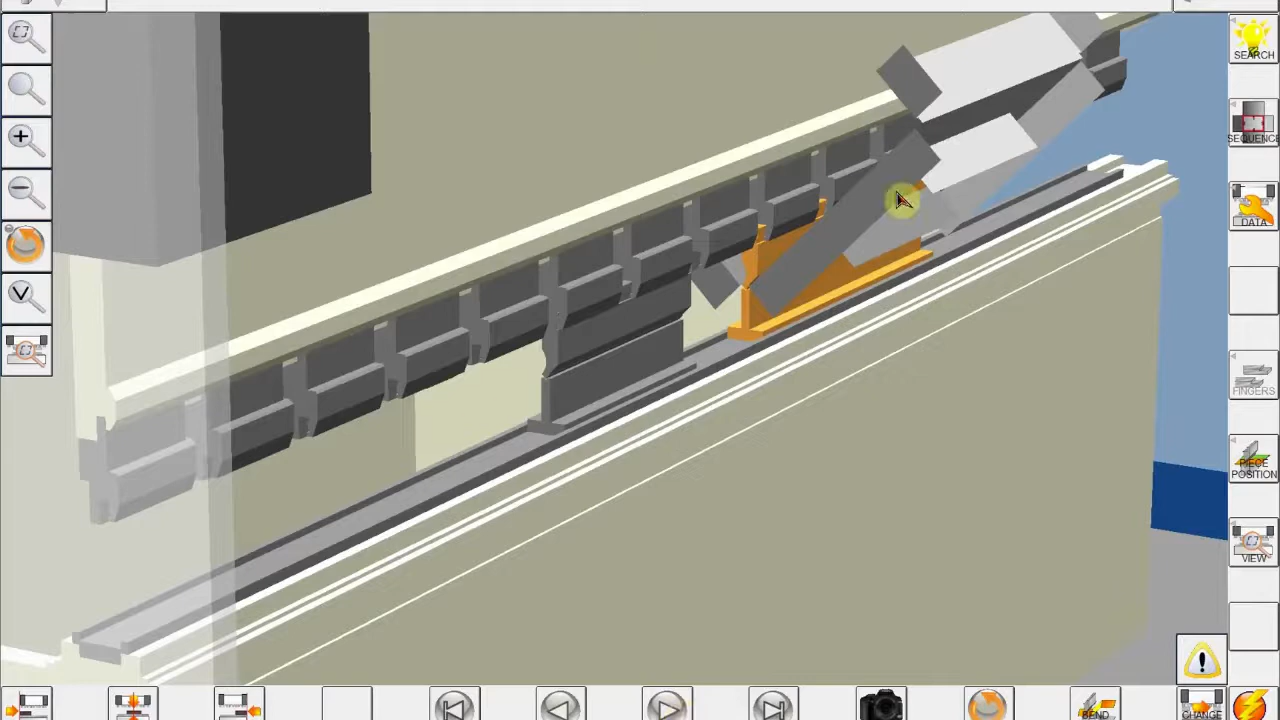 SEARCH
SEQUENCE
DATA
FINGERS
PIECE
POSITION
VIEW
BEND
CHANGE